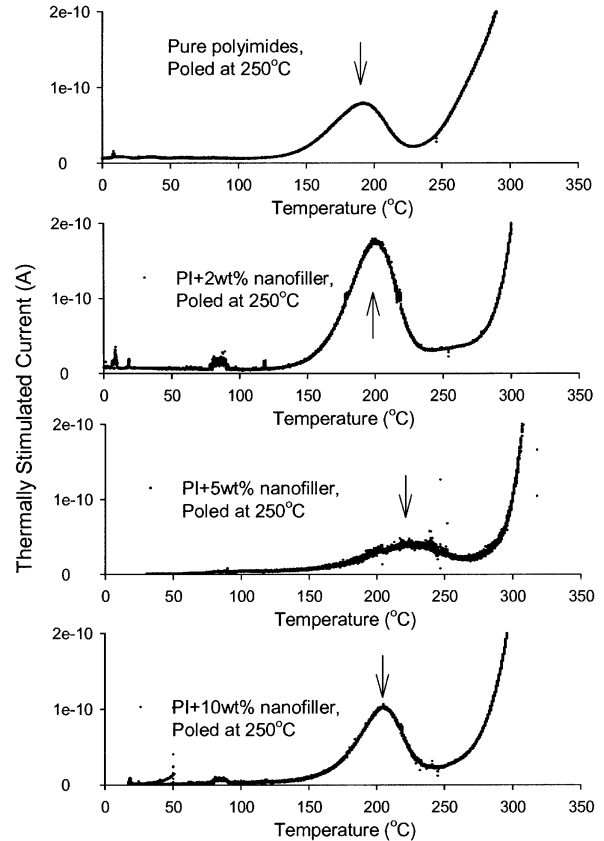 Thermally Stimulated Current (A)
2e-10
1e-10
0
Pure polyimides,
Poled at 250°C
0 50 100 150 200 250 300 350
Temperature (°C)
2e-10
1e-10
0
PI+2wt% nanofiller,
Poled at 250°C
0 50 100 150 200 250 300 350
Temperature (°C)
2e-10
1e-10
0
PI+5wt% nanofiller,
Poled at 250°C
0 50 100 150 200 250 300 350
Temperature (°C)
2e-10
1e-10
0
PI+10wt% nanofiller,
Poled at 250°C
0 50 100 150 200 250 300 350
Temperature (°C)